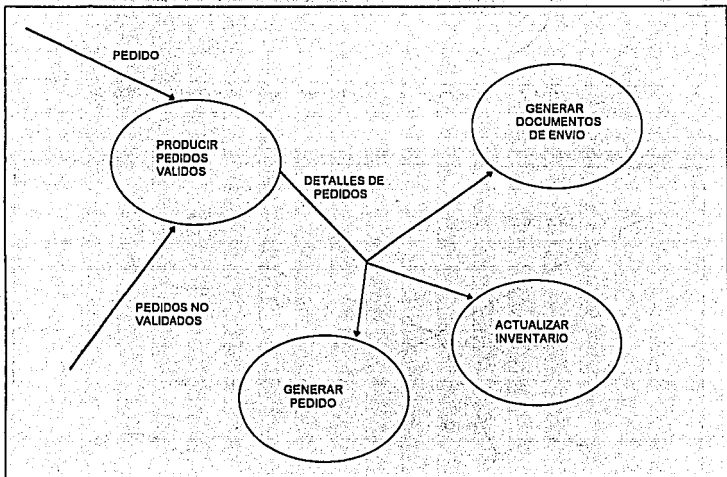 PEDIDO
PRODUCIR
PEDIDOS
VALIDOS
GENERAR
DOCUMENTOS
DE ENVIO
DETALLES DE
PEDIDOS
PEDIDOS NO
VALIDADOS
ACTUALIZAR
INVENTARIO
GENERAR
PEDIDO